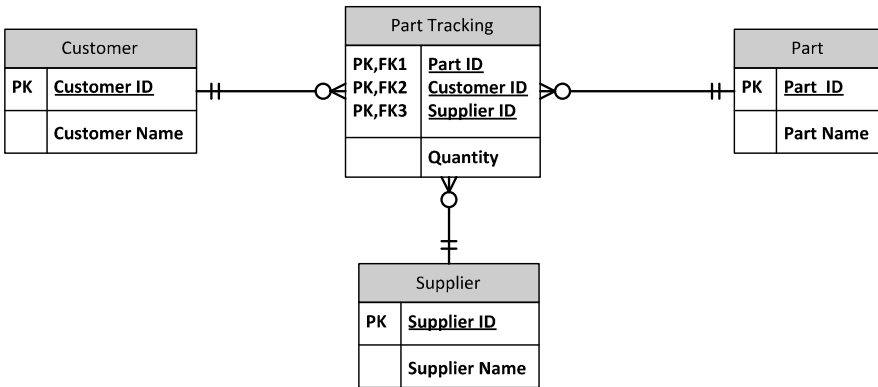 Customer
PK Customer ID
Customer Name
Part Tracking
PK,FK1 Part ID
PK,FK2 Customer ID
PK,FK3 Supplier ID
Quantity
Part
PK Part_ID
Part Name
Supplier
PK Supplier ID
Supplier Name